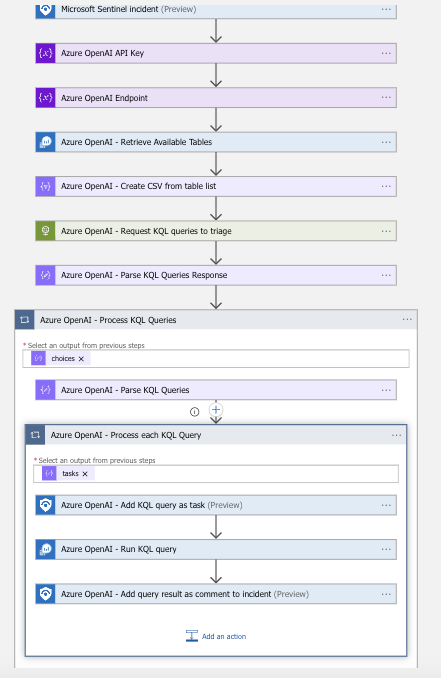 Microsoft Sentinel incident (Preview)
Azure OpenAI API Key
Azure OpenAI Endpoint
Azure OpenAI - Retrieve Available Tables
Azure OpenAI - Create CSV from table list
Azure OpenAI - Request KQL queries to triage
Azure OpenAI - Parse KQL Queries Response
Azure OpenAI - Process KQL Queries
* Select an output from previous steps
choices ×
Azure OpenAI - Parse KQL Queries
Azure OpenAI - Process each KQL Query
* Select an output from previous steps
tasks ×
Azure OpenAI - Add KQL query as task (Preview)
Azure OpenAI - Run KQL query
Azure OpenAI - Add query result as comment to incident (Preview)
Add an action